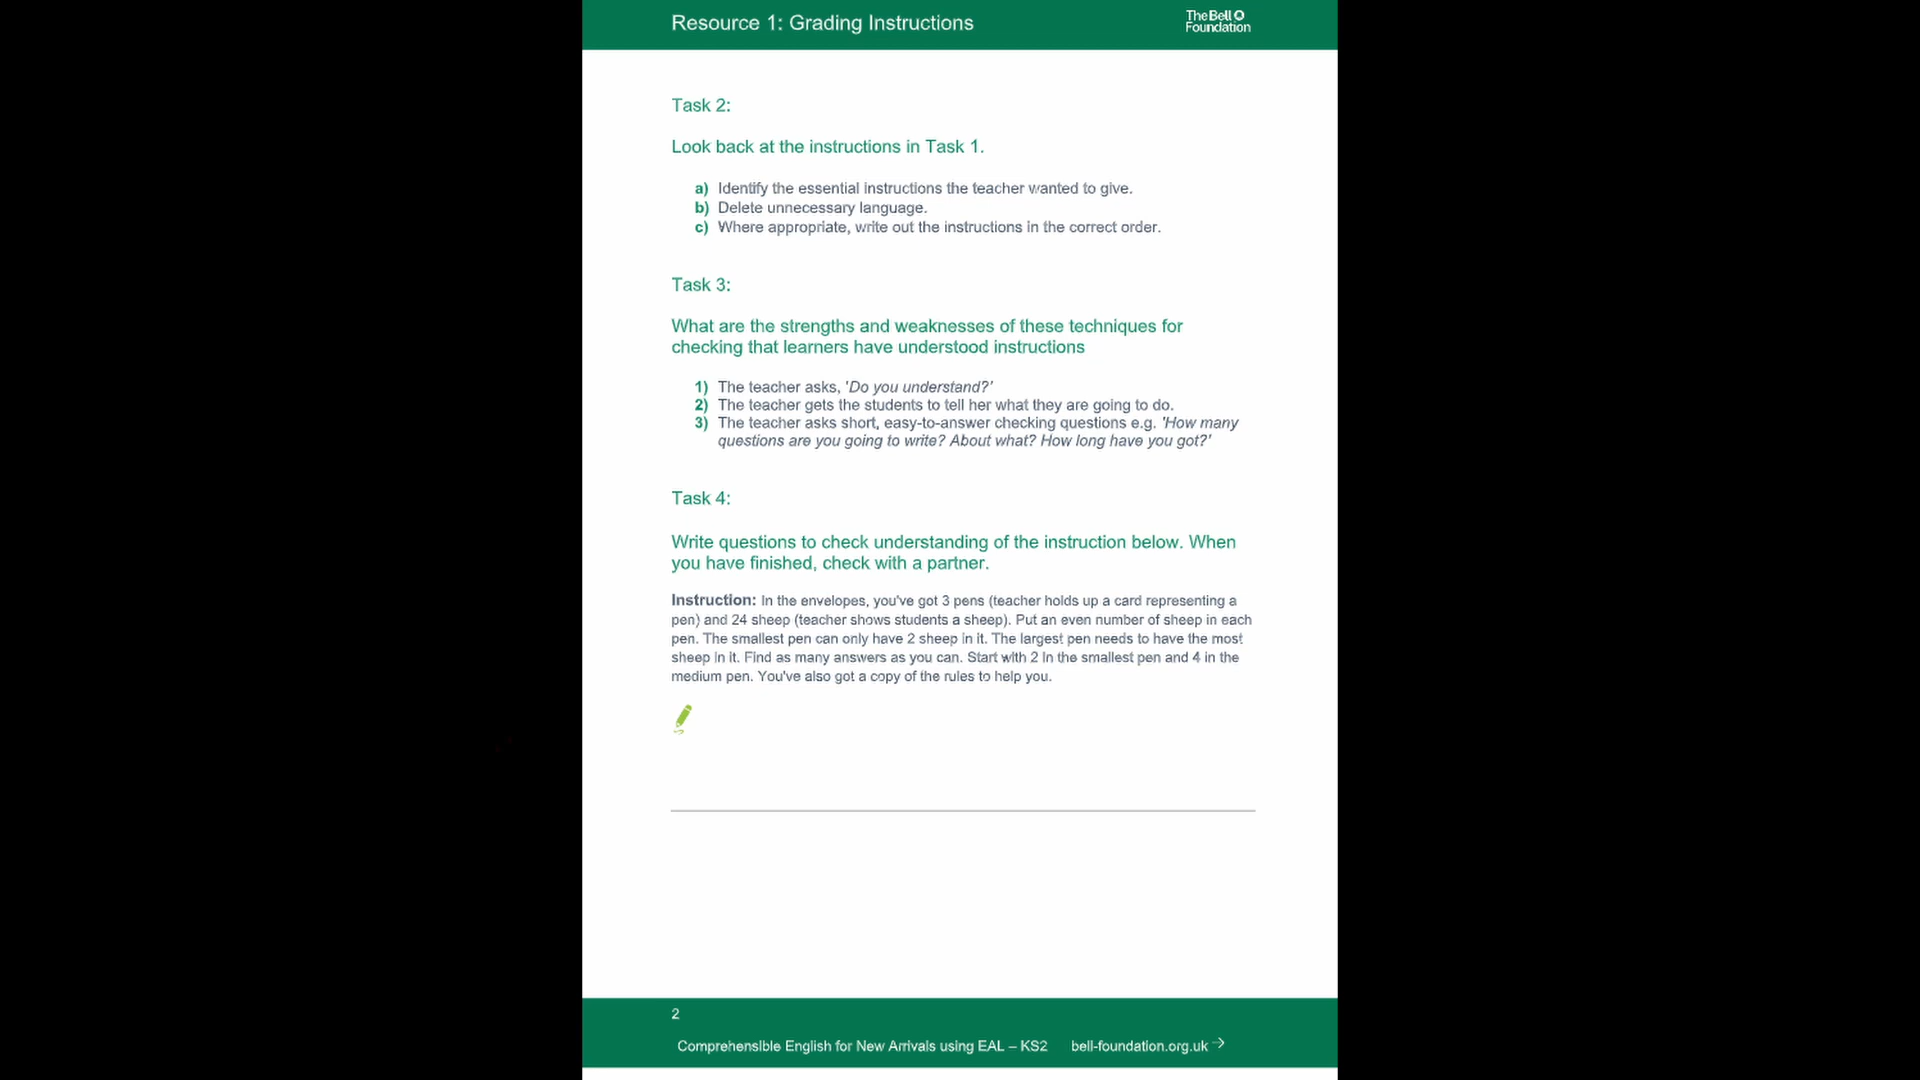 Resource 1: Grading Instructions
The Bell
Foundation
Task 2:
Look back at the instructions in Task 1.
a) Identify the essential instructions the teacher wanted to give.
b) Delete unnecessary language.
c) Where appropriate, write out the instructions in the correct order.
Task 3:
What are the strengths and weaknesses of these techniques for
checking that learners have understood instructions
1) The teacher asks, 'Do you understand?'
2) The teacher gets the students to tell her what they are going to do.
3) The teacher asks short, easy-to-answer checking questions e.g. 'How many
questions are you going to write? About what? How long have you got?'
Task 4:
Write questions to check understanding of the instruction below. When
you have finished, check with a partner.
Instruction: In the envelopes, you've got 3 pens (teacher holds up a card representing a
pen) and 24 sheep (teacher shows students a sheep). Put an even number of sheep in each
pen. The smallest pen can only have 2 sheep in it. The largest pen needs to have the most
sheep in it. Find as many answers as you can. Start with 2 in the smallest pen and 4 in the
medium pen. You've also got a copy of the rules to help you.
2
Comprehensible English for New Arrivals using EAL – KS2 bell-foundation.org.uk